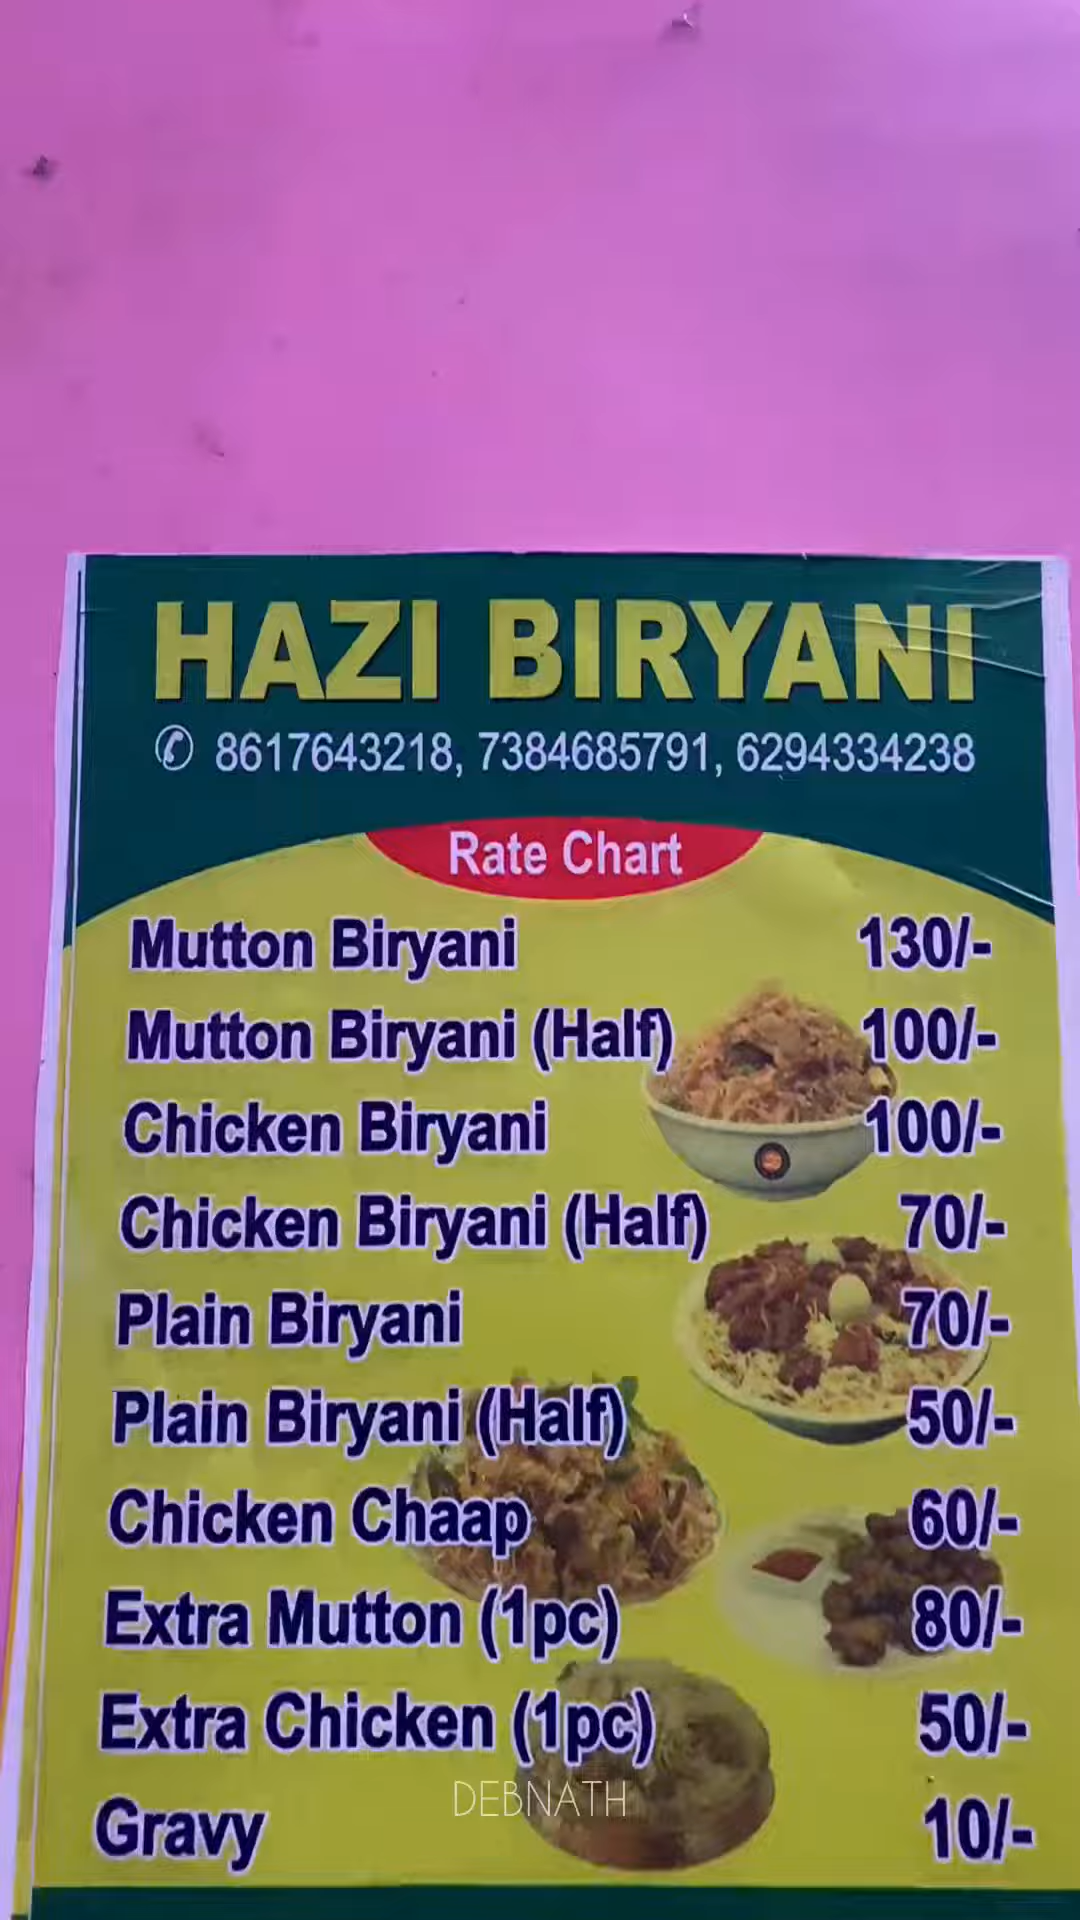 HAZI BIRYANI
✆ 8617643218, 7384685791, 6294334238
Rate Chart
Mutton Biryani 130/-
Mutton Biryani (Half) 100/-
Chicken Biryani 100/-
Chicken Biryani (Half) 70/-
Plain Biryani 70/-
Plain Biryani (Half) 50/-
Chicken Chaap 60/-
Extra Mutton (1pc) 80/-
Extra Chicken (1pc) 50/-
DEBNATH
Gravy 10/-